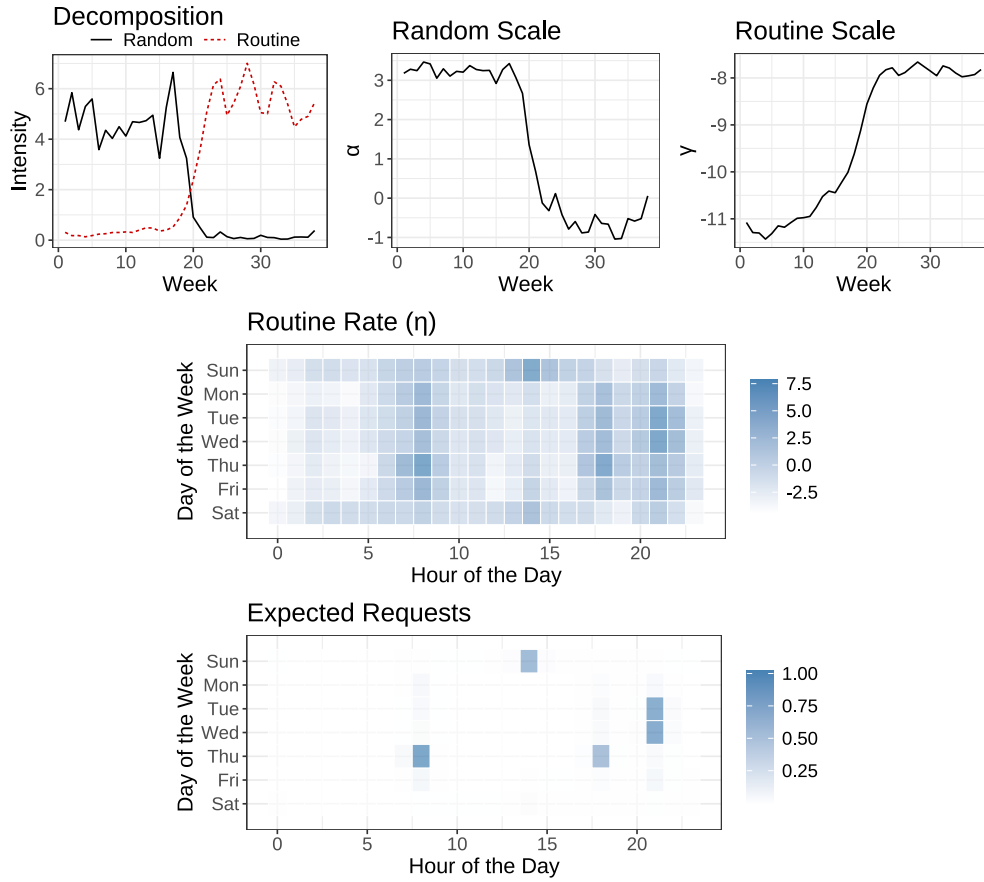 Decomposition
Random Routine
Intensity
6
4
2
0
0 10 20 30
Week
Random Scale
α
3
2
1
0
-1
0 10 20 30
Week
Routine Scale
γ
-8
-9
-10
-11
0 10 20 30
Week
Routine Rate (η)
Day of the Week
Sun
Mon
Tue
Wed
Thu
Fri
Sat
0 5 10 15 20
Hour of the Day
7.5
5.0
2.5
0.0
-2.5
Expected Requests
Day of the Week
Sun
Mon
Tue
Wed
Thu
Fri
Sat
0 5 10 15 20
Hour of the Day
1.00
0.75
0.50
0.25